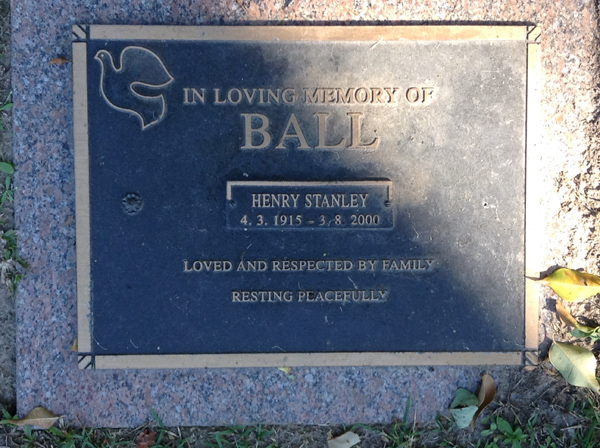 IN LOVING MEMORY OF
BALL
HENRY STANLEY
4. 3. 1915 - 3. 8. 2000
LOVED AND RESPECTED BY FAMILY
RESTING PEACEFULLY